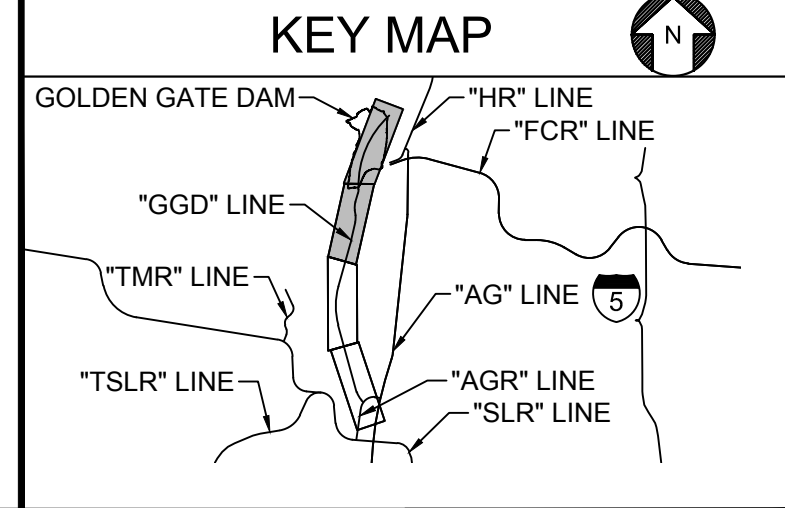 KEY MAP
N
GOLDEN GATE DAM
"HR" LINE
"FCR" LINE
"GGD" LINE
"TMR" LINE
"AG" LINE
5
"TSLR" LINE
"AGR" LINE
"SLR" LINE